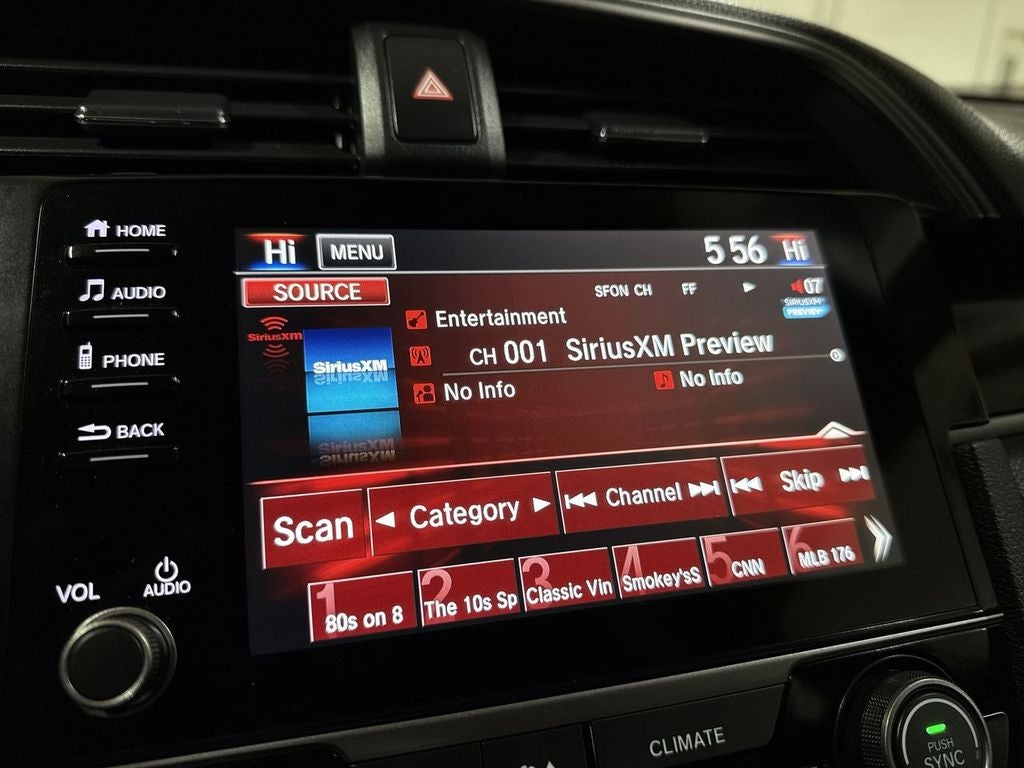 HOME
AUDIO
PHONE
BACK
VOL
AUDIO
Hi
MENU
5 56
Hi
SOURCE
SFON CH
FF
07
SIRIUSXM
PREVIEW
SiriusXM
SiriusXM
Entertainment
CH 001 SiriusXM Preview
No Info
No Info
Scan
Category
Channel
Skip
1 80s on 8
2 The 10s Sp
3 Classic Vin
4 Smokey'sS
5 CNN
6 MLB 176
CLIMATE
PUSH
SYNC